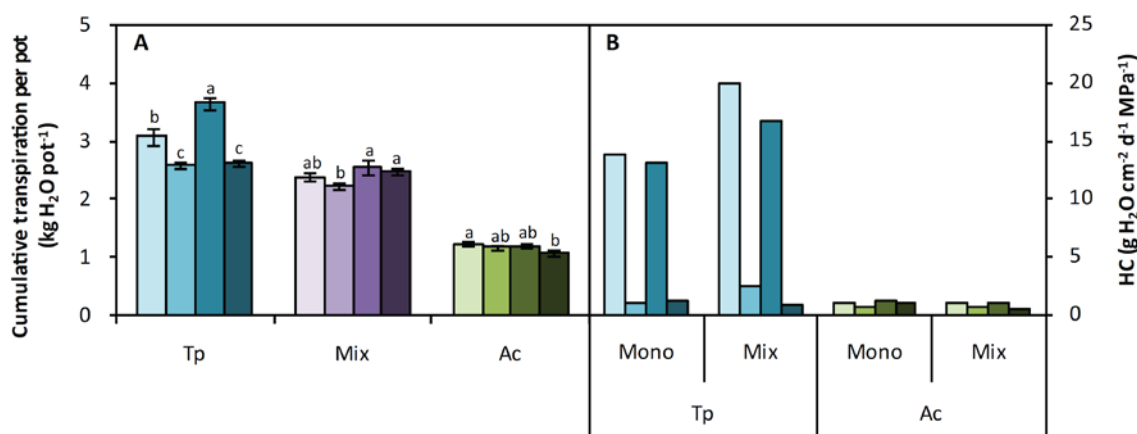 Cumulative transpiration per pot
(kg H₂O pot⁻¹)
5
4
3
2
1
0
A
b
c
a
c
ab
b
a
a
a
ab
ab
b
Tp
Mix
Ac
B
Mono
Mix
Mono
Mix
Tp
Ac
25
20
15
10
5
0
HC (g H₂O cm⁻² d⁻¹ MPa⁻¹)